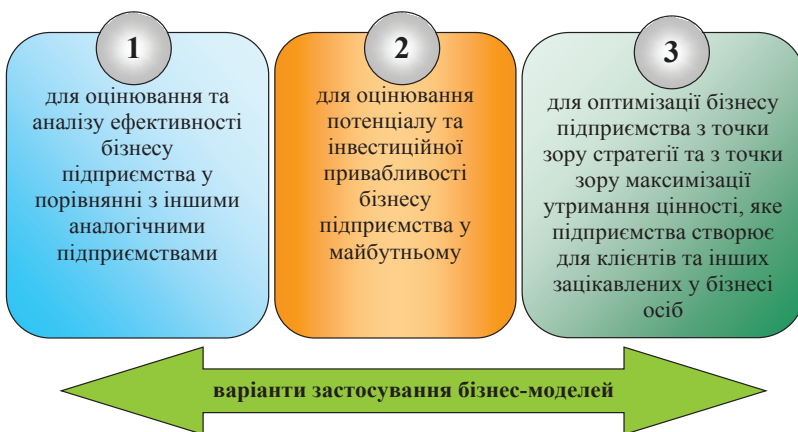 1
для оцінювання та
аналізу ефективності
бізнесу
підприємства у
порівнянні з іншими
аналогічними
підприємствами
2
для оцінювання
потенціалу та
інвестиційної
привабливості
бізнесу
підприємства у
майбутньому
3
для оптимізації бізнесу
підприємства з точки
зору стратегії та з точки
зору максимізації
утримання цінності, яке
підприємства створює
для клієнтів та інших
зацікавлених у бізнесі
осіб
варіанти застосування бізнес-моделей